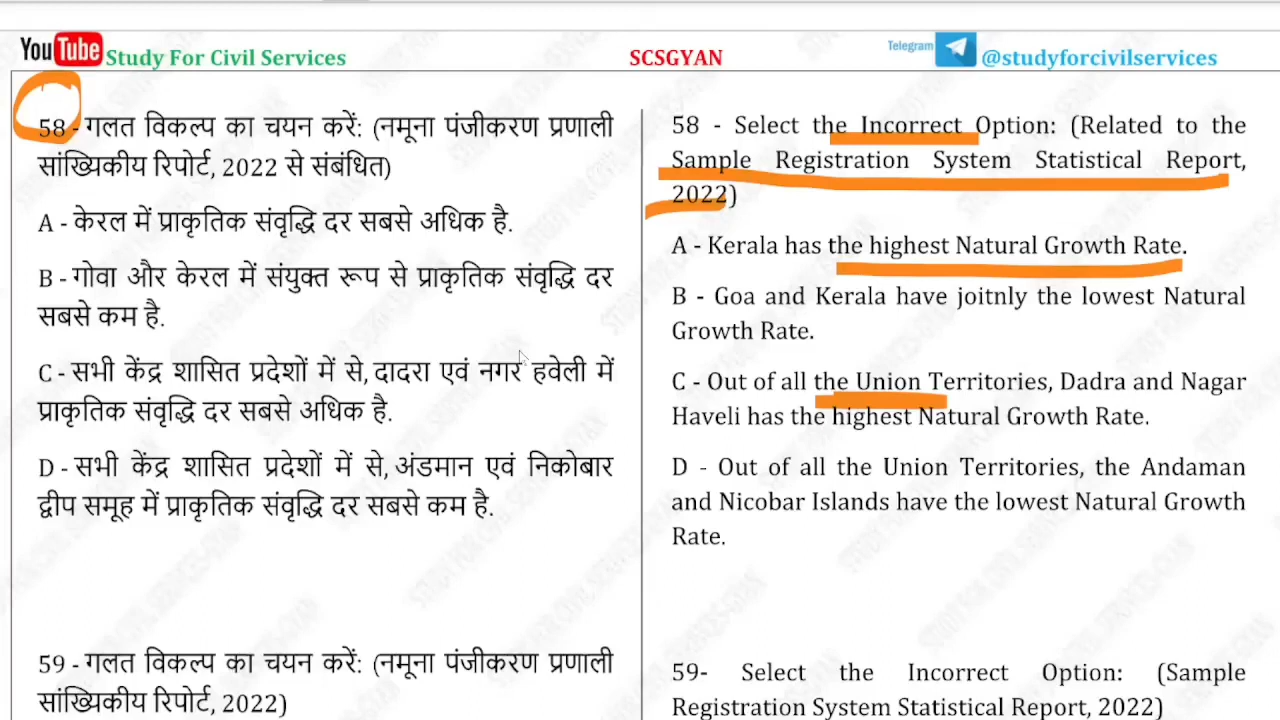 YouTube Study For Civil Services
SCSGYAN
Telegram @studyforcivilservices
58 - गलत विकल्प का चयन करें: (नमूना पंजीकरण प्रणाली
सांख्यिकीय रिपोर्ट, 2022 से संबंधित)
A - केरल में प्राकृतिक संवृद्धि दर सबसे अधिक है.
B - गोवा और केरल में संयुक्त रूप से प्राकृतिक संवृद्धि दर
सबसे कम है.
C - सभी केंद्र शासित प्रदेशों में से, दादरा एवं नगर हवेली में
प्राकृतिक संवृद्धि दर सबसे अधिक है.
D - सभी केंद्र शासित प्रदेशों में से, अंडमान एवं निकोबार
द्वीप समूह में प्राकृतिक संवृद्धि दर सबसे कम है.
59 - गलत विकल्प का चयन करें: (नमूना पंजीकरण प्रणाली
सांख्यिकीय रिपोर्ट, 2022)
58 - Select the Incorrect Option: (Related to the
Sample Registration System Statistical Report,
2022)
A - Kerala has the highest Natural Growth Rate.
B - Goa and Kerala have joitnly the lowest Natural
Growth Rate.
C - Out of all the Union Territories, Dadra and Nagar
Haveli has the highest Natural Growth Rate.
D - Out of all the Union Territories, the Andaman
and Nicobar Islands have the lowest Natural Growth
Rate.
59- Select the Incorrect Option: (Sample
Registration System Statistical Report, 2022)